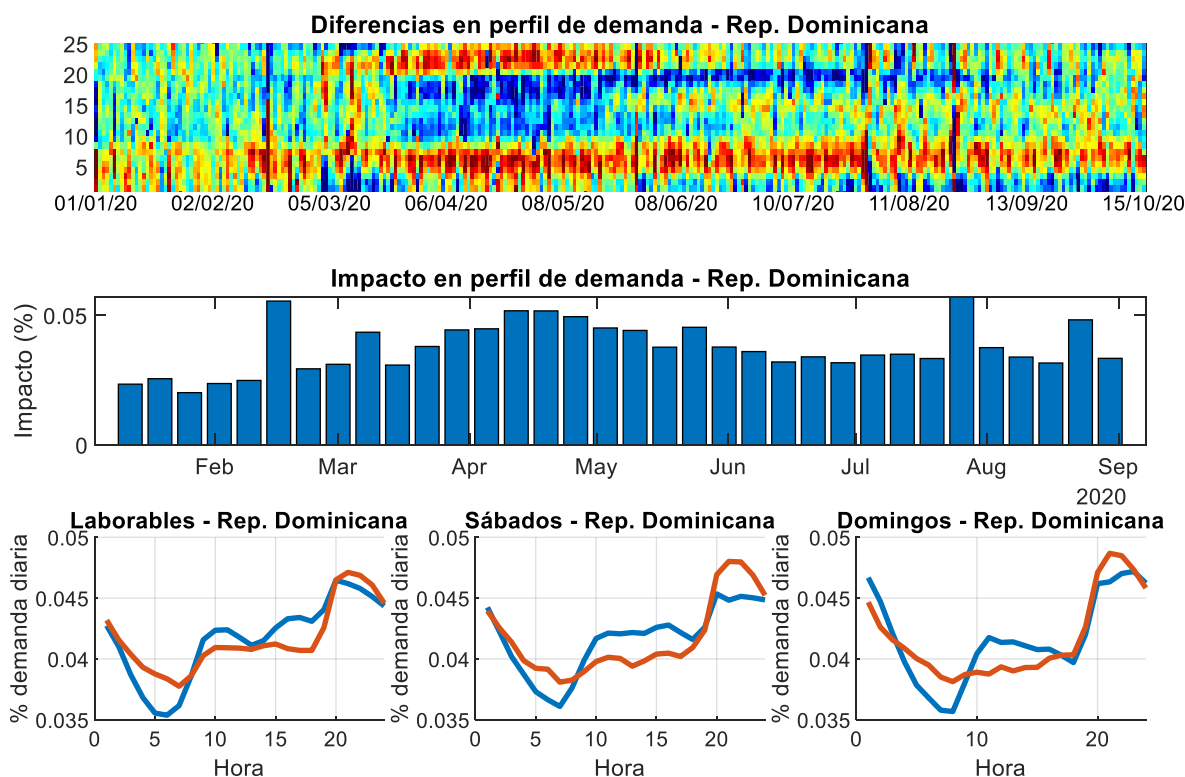 Diferencias en perfil de demanda - Rep. Dominicana
25
20
15
10
5
01/01/20 02/02/20 05/03/20 06/04/20 08/05/20 08/06/20 10/07/20 11/08/20 13/09/20 15/10/20
Impacto en perfil de demanda - Rep. Dominicana
Impacto (%)
0.05
0
Feb Mar Apr May Jun Jul Aug Sep
2020
Laborables - Rep. Dominicana
% demanda diaria
0.05
0.045
0.04
0.035
0 5 10 15 20
Hora
Sábados - Rep. Dominicana
% demanda diaria
0.05
0.045
0.04
0.035
0 5 10 15 20
Hora
Domingos - Rep. Dominicana
% demanda diaria
0.05
0.045
0.04
0.035
0 5 10 15 20
Hora